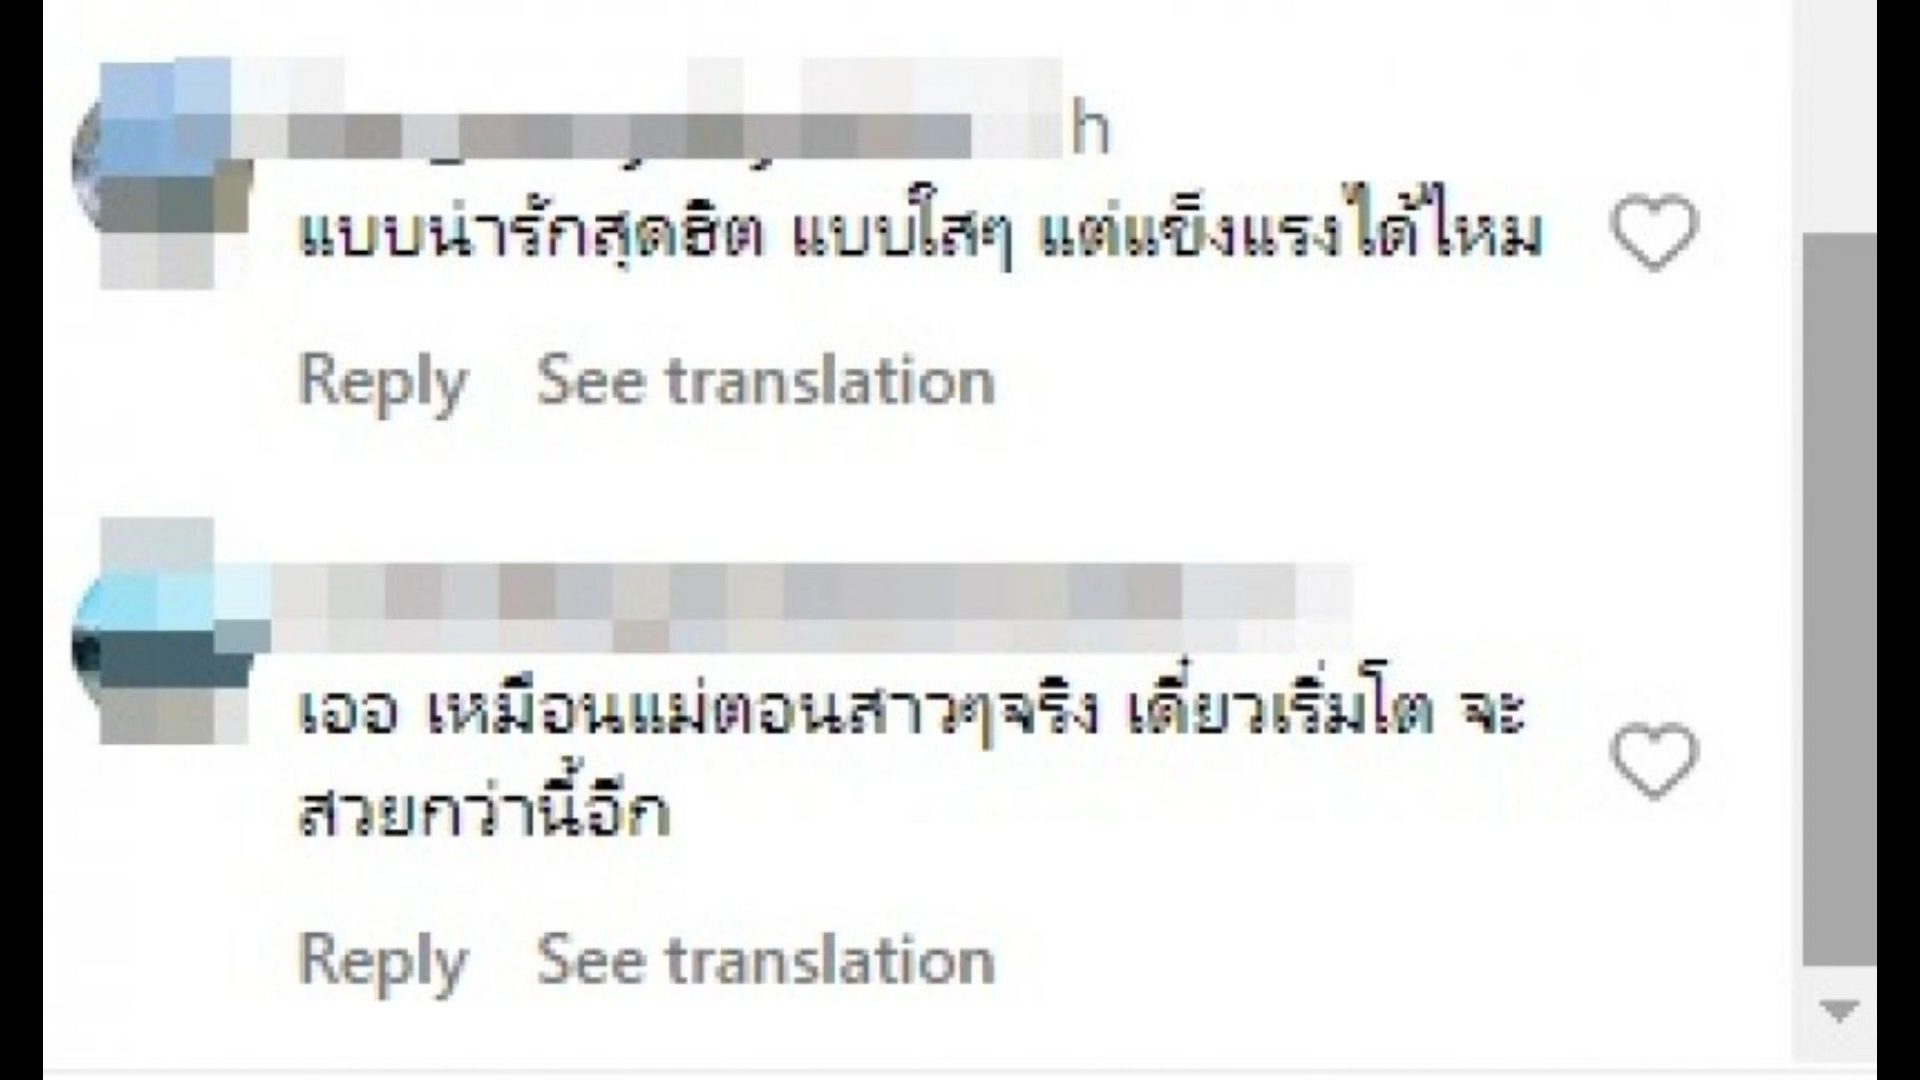 h
แบบน่ารักสุดฮิต แบบใสๆ แต่แข็งแรงได้ไหม
Reply See translation
เออ เหมือนแม่ตอนสาวๆจริง เดี๋ยวเริ่มโต จะ
สวยกว่านี้อีก
Reply See translation